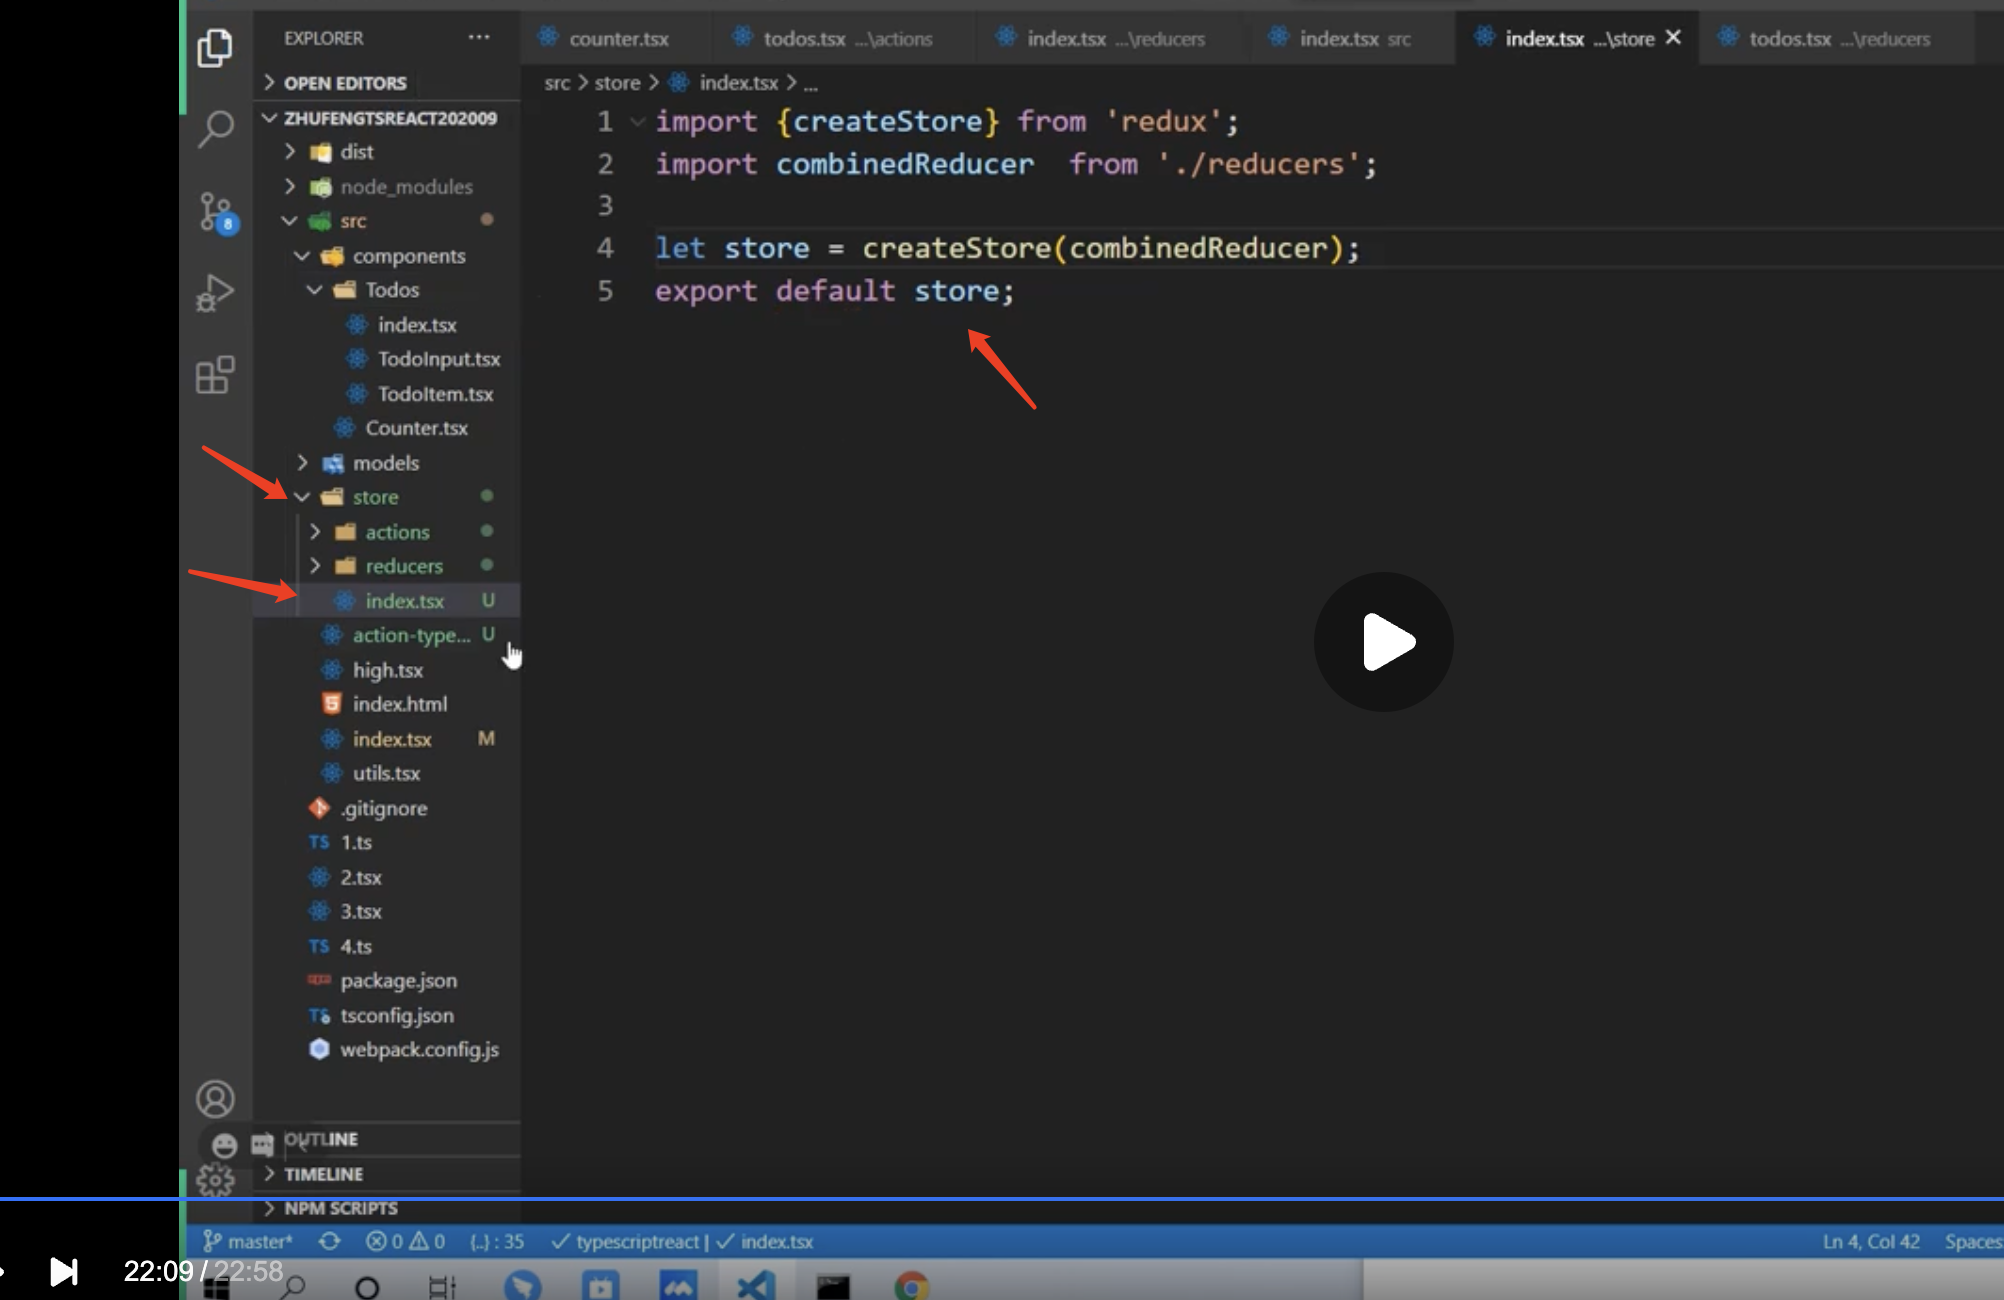 EXPLORER
counter.tsx
todos.tsx ...\actions
index.tsx ...\reducers
index.tsx src
index.tsx ...\store
todos.tsx ...\reducers
OPEN EDITORS
src > store > index.tsx > ...
ZHUFENGTSREACT202009
dist
node_modules
src
components
Todos
index.tsx
TodoInput.tsx
TodoItem.tsx
Counter.tsx
models
store
actions
reducers
index.tsx U
action-type... U
high.tsx
index.html
index.tsx M
utils.tsx
.gitignore
TS 1.ts
2.tsx
3.tsx
TS 4.ts
package.json
tsconfig.json
webpack.config.js
OUTLINE
TIMELINE
NPM SCRIPTS
8
1 import {createStore} from 'redux';
2 import combinedReducer  from './reducers';
3
4 let store = createStore(combinedReducer);
5 export default store;
master* 0 0 {..} : 35 typescriptreact | index.tsx
Ln 4, Col 42 Spaces
22:09 / 22:58